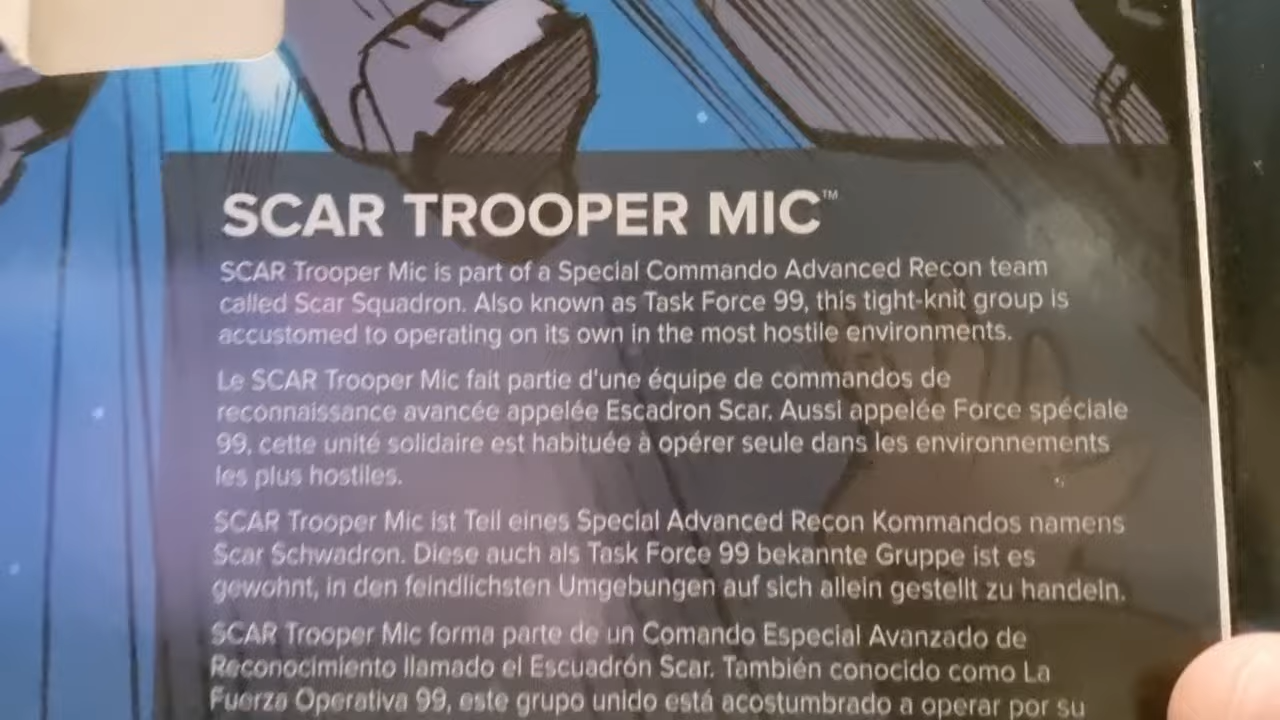 SCAR TROOPER MIC™
SCAR Trooper Mic is part of a Special Commando Advanced Recon team
called Scar Squadron. Also known as Task Force 99, this tight-knit group is
accustomed to operating on its own in the most hostile environments.
Le SCAR Trooper Mic fait partie d'une équipe de commandos de
reconnaissance avancée appelée Escadron Scar. Aussi appelée Force spéciale
99, cette unité solidaire est habituée à opérer seule dans les environnements
les plus hostiles.
SCAR Trooper Mic ist Teil eines Special Advanced Recon Kommandos namens
Scar Schwadron. Diese auch als Task Force 99 bekannte Gruppe ist es
gewohnt, in den feindlichsten Umgebungen auf sich allein gestellt zu handeln.
SCAR Trooper Mic forma parte de un Comando Especial Avanzado de
Reconocimiento llamado el Escuadrón Scar. También conocido como La
Fuerza Operativa 99, este grupo unido está acostumbrado a operar por su